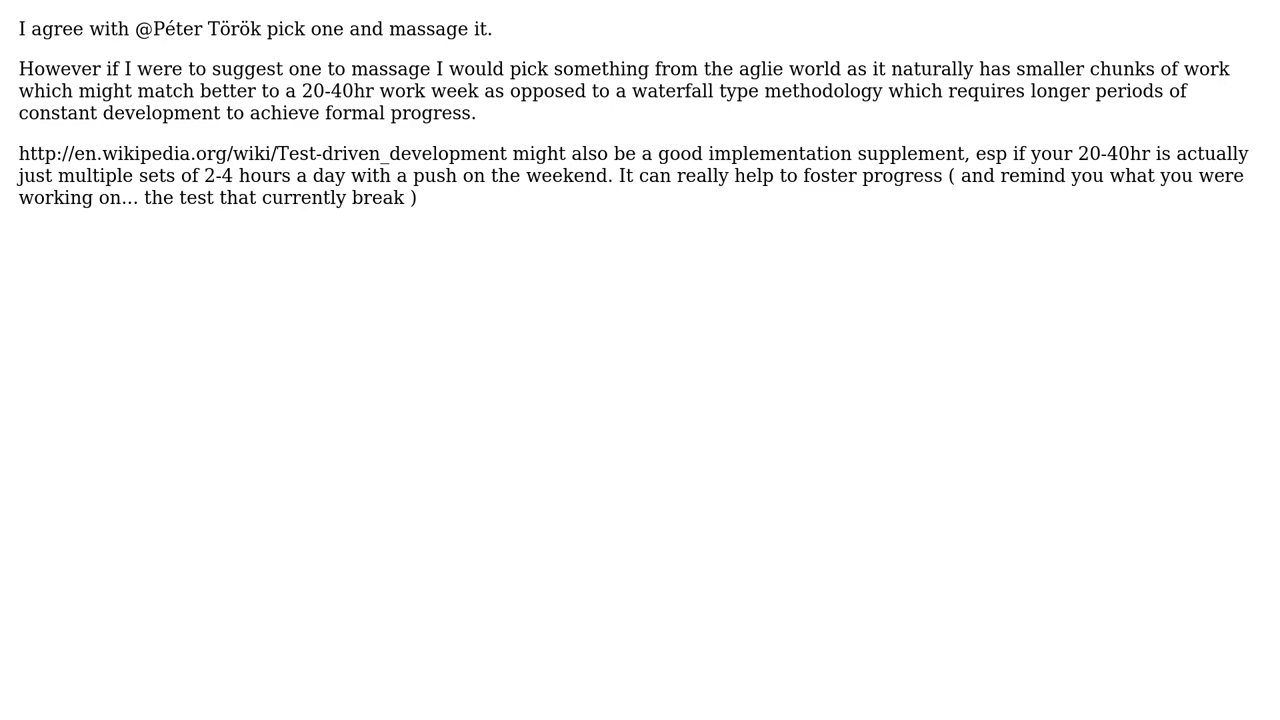 I agree with @Péter Török pick one and massage it.
However if I were to suggest one to massage I would pick something from the aglie world as it naturally has smaller chunks of work
which might match better to a 20-40hr work week as opposed to a waterfall type methodology which requires longer periods of
constant development to achieve formal progress.
http://en.wikipedia.org/wiki/Test-driven_development might also be a good implementation supplement, esp if your 20-40hr is actually
just multiple sets of 2-4 hours a day with a push on the weekend. It can really help to foster progress ( and remind you what you were
working on... the test that currently break )